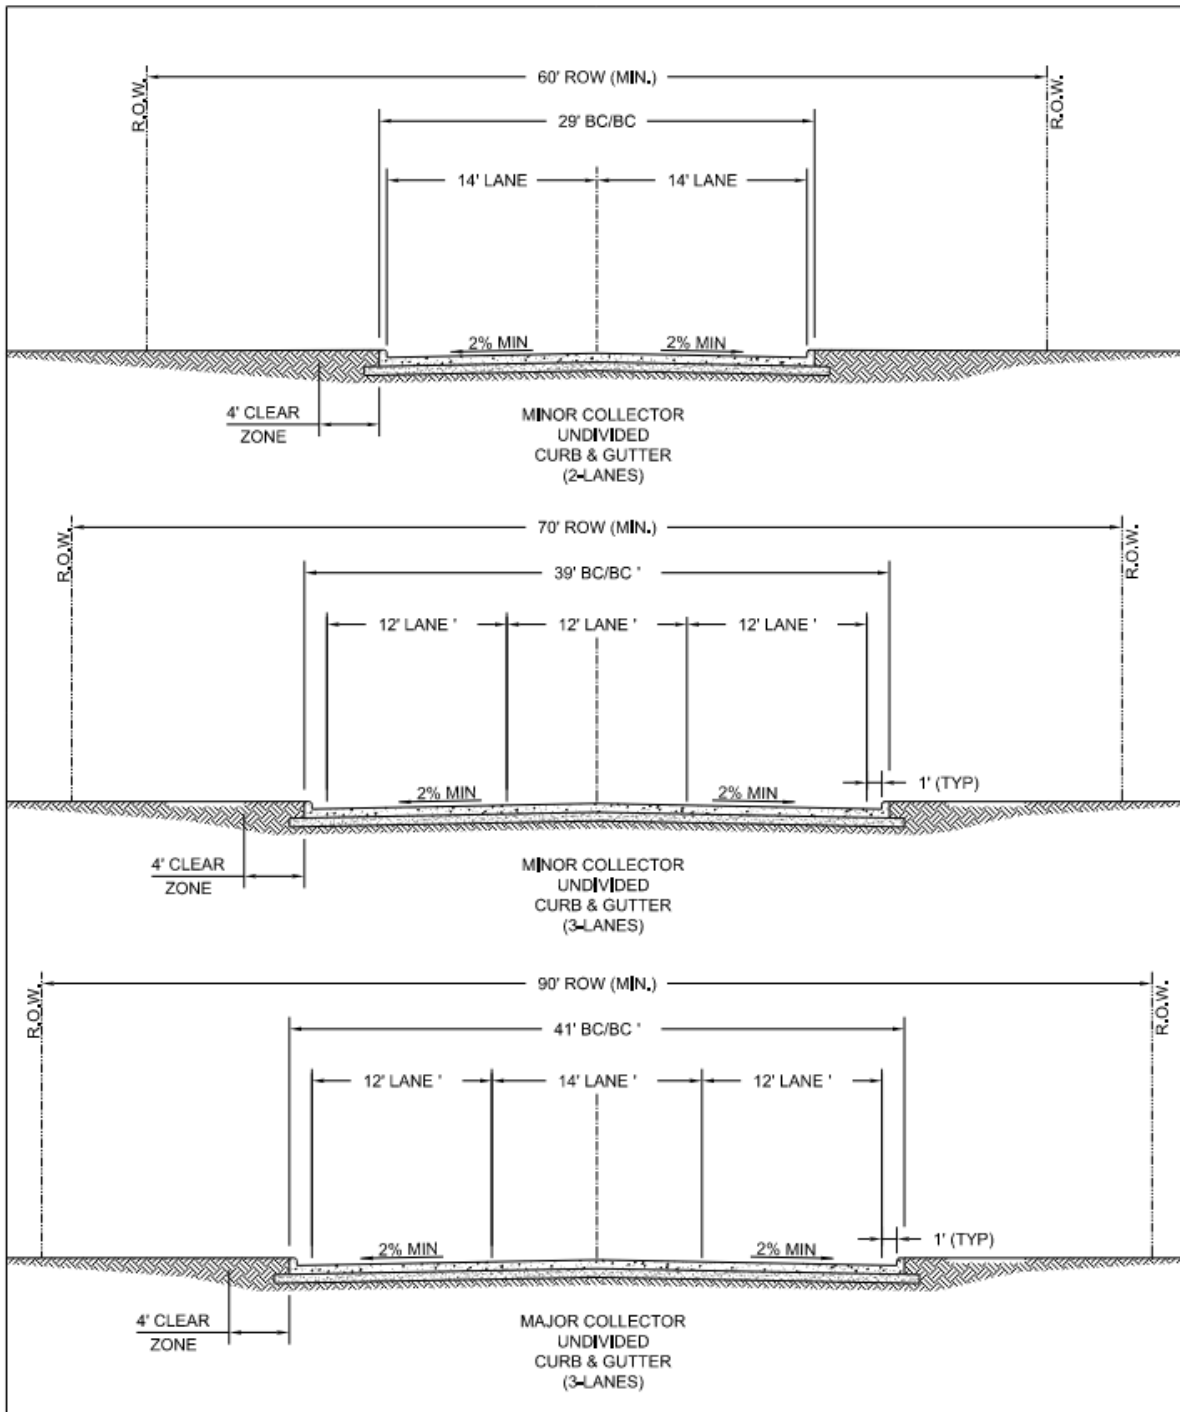 60' ROW (MIN.)
R.O.W.
R.O.W.
29' BC/BC
14' LANE
14' LANE
2% MIN
2% MIN
4' CLEAR
ZONE
MINOR COLLECTOR
UNDIVIDED
CURB & GUTTER
(2-LANES)
70' ROW (MIN.)
R.O.W.
R.O.W.
39' BC/BC '
12' LANE '
12' LANE '
12' LANE '
1' (TYP)
2% MIN
2% MIN
4' CLEAR
ZONE
MINOR COLLECTOR
UNDIVIDED
CURB & GUTTER
(3-LANES)
90' ROW (MIN.)
R.O.W.
R.O.W.
41' BC/BC '
12' LANE '
14' LANE '
12' LANE '
1' (TYP)
2% MIN
2% MIN
4' CLEAR
ZONE
MAJOR COLLECTOR
UNDIVIDED
CURB & GUTTER
(3-LANES)